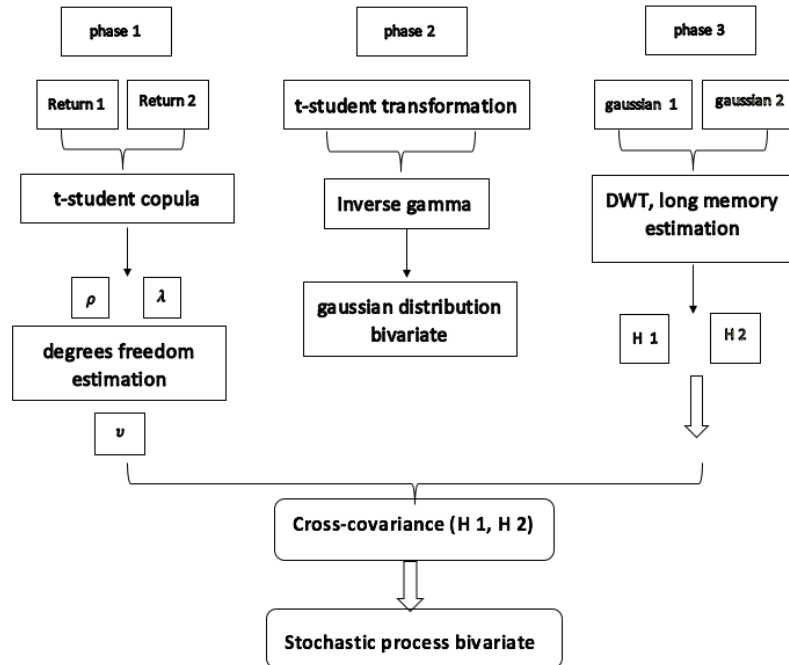 phase 1
phase 2
phase 3
Return 1
Return 2
t-student transformation
gaussian 1
gaussian 2
t-student copula
Inverse gamma
DWT, long memory
estimation
ρ
λ
gaussian distribution
bivariate
H 1
H 2
degrees freedom
estimation
υ
Cross-covariance (H 1, H 2)
Stochastic process bivariate